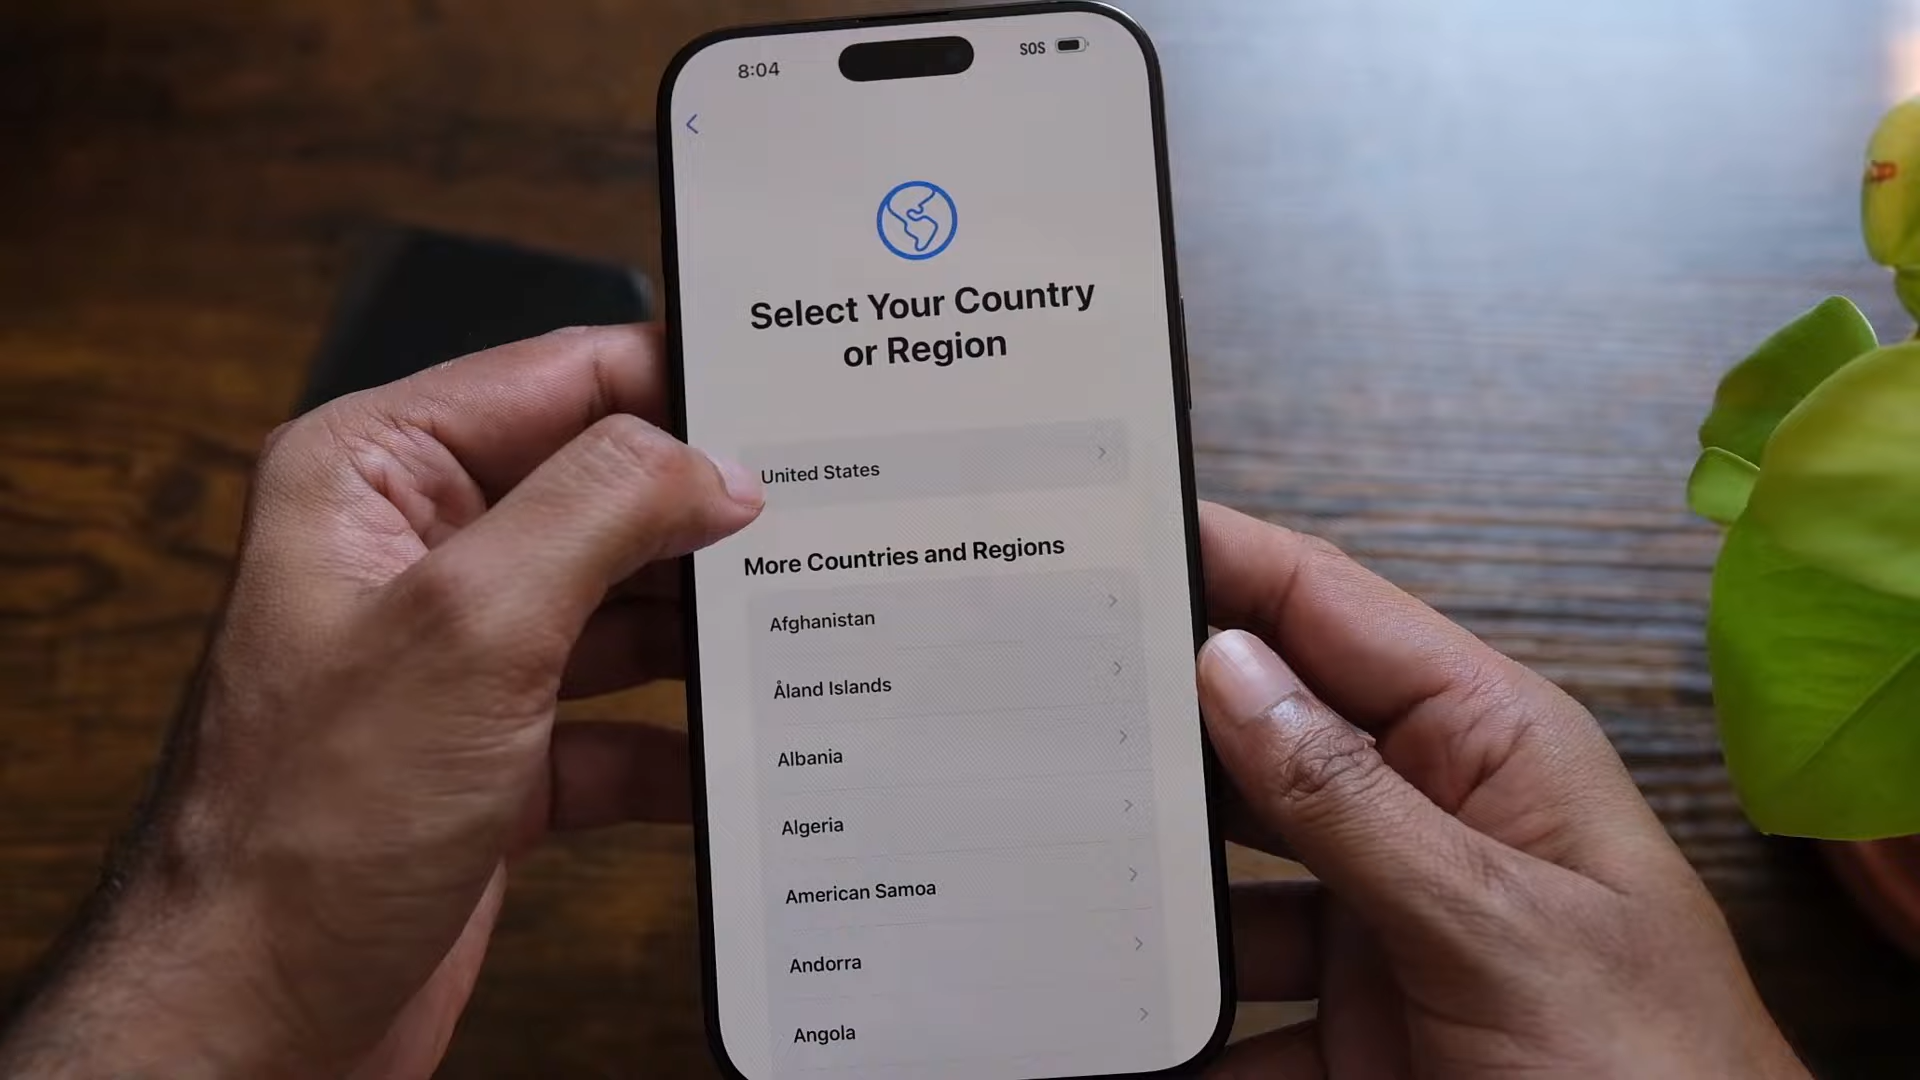 8:04
SOS
Select Your Country
or Region
United States
More Countries and Regions
Afghanistan
Åland Islands
Albania
Algeria
American Samoa
Andorra
Angola